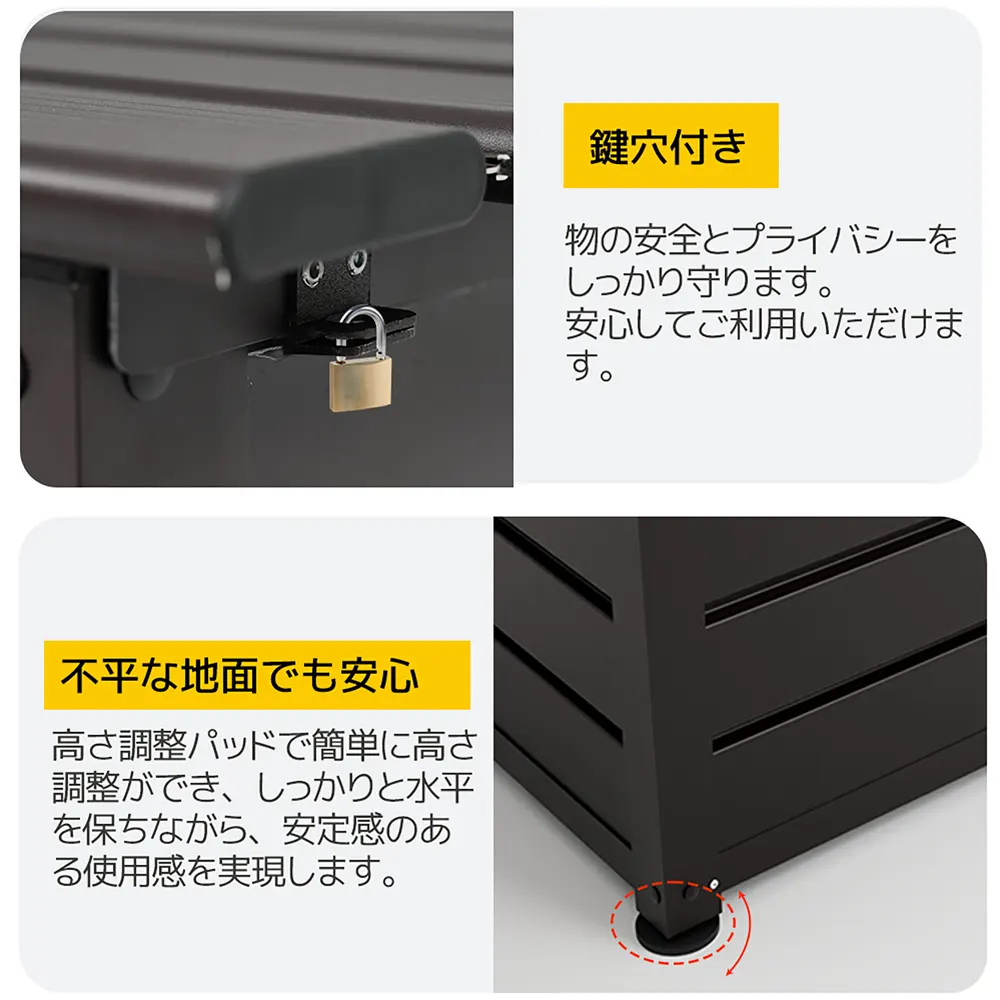 鍵穴付き
物の安全とプライバシーを
しっかり守ります。
安心してご利用いただけま
す。
不平な地面でも安心
高さ調整パッドで簡単に高さ
調整ができ、しっかりと水平
を保ちながら、安定感のあ
る使用感を実現します。